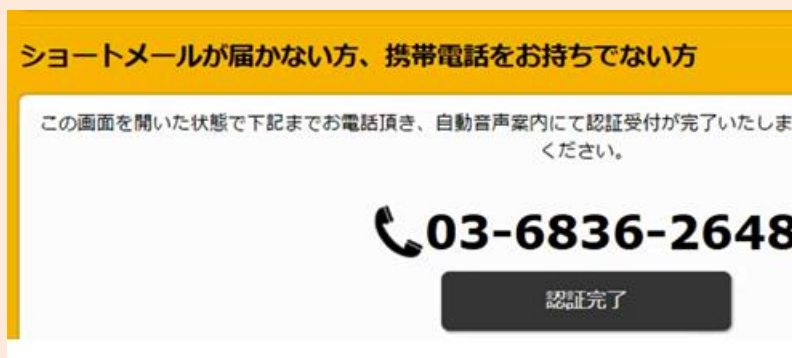 ショートメールが届かない方、携帯電話をお持ちでない方
この画面を開いた状態で下記までお電話頂き、自動音声案内にて認証受付が完了いたしま
ください。
03-6836-2648
認証完了